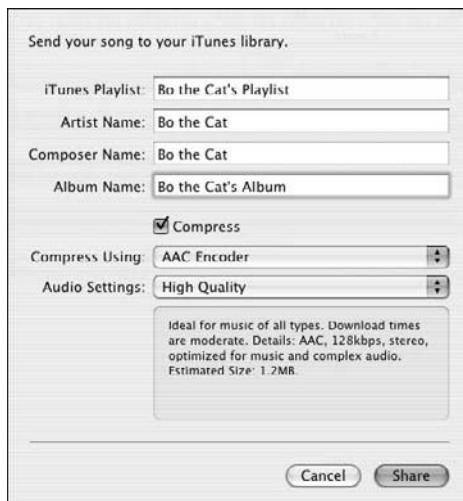 Send your song to your iTunes library.
iTunes Playlist: Bo the Cat's Playlist
Artist Name: Bo the Cat
Composer Name: Bo the Cat
Album Name: Bo the Cat's Album
Compress
Compress Using: AAC Encoder
Audio Settings: High Quality
Ideal for music of all types. Download times
are moderate. Details: AAC, 128kbps, stereo,
optimized for music and complex audio.
Estimated Size: 1.2MB.
Cancel Share